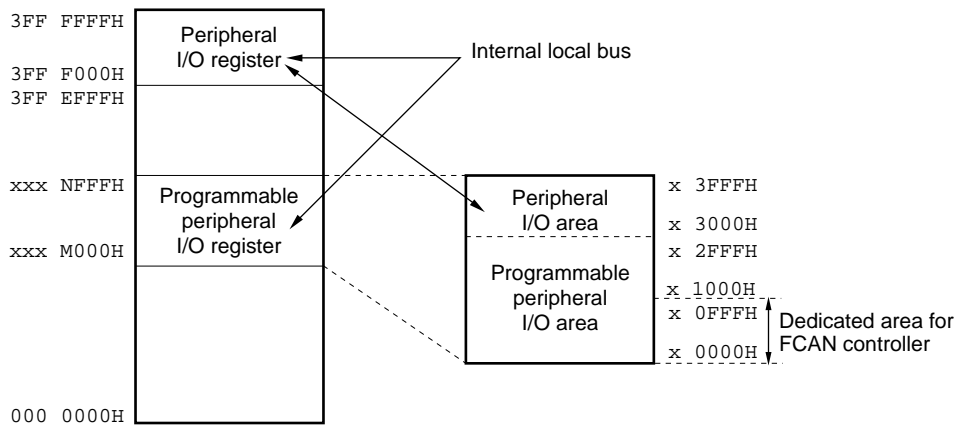 3FF FFFFH
Peripheral
I/O register
3FF F000H
3FF EFFFH
Internal local bus
xxx NFFFH
Programmable
peripheral
I/O register
xxx M000H
000 0000H
Peripheral
I/O area
Programmable
peripheral
I/O area
x 3FFFH
x 3000H
x 2FFFH
x 1000H
x 0FFFH
x 0000H
Dedicated area for
FCAN controller